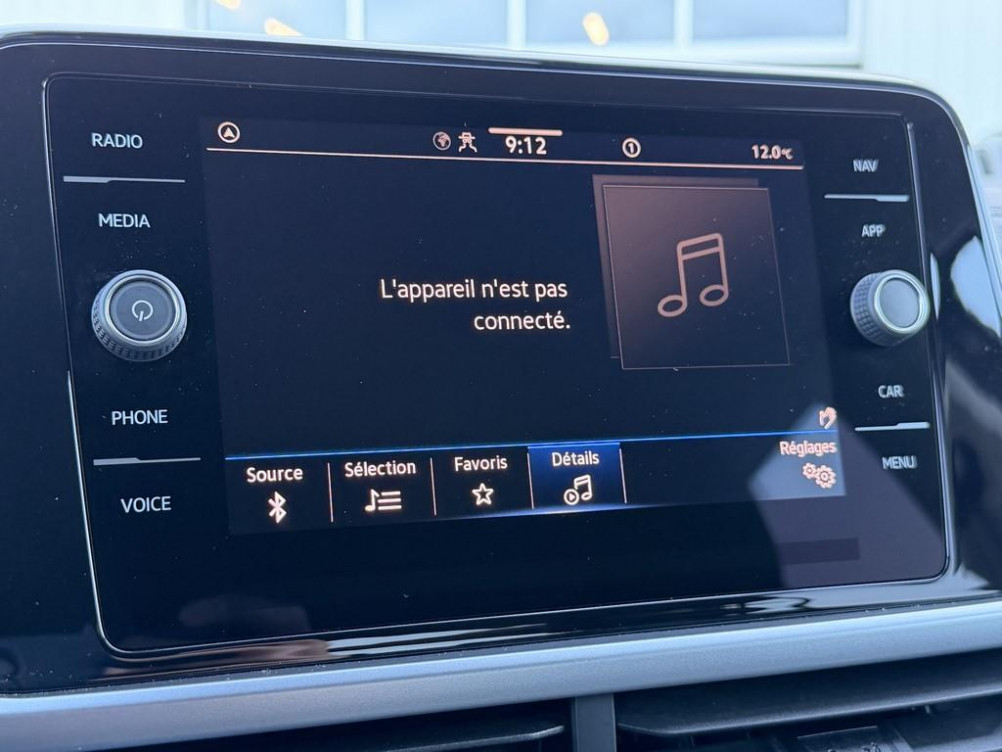 RADIO
MEDIA
PHONE
VOICE
9:12
1
12.0°C
L'appareil n'est pas
connecté.
Source
Sélection
Favoris
Détails
Réglages
NAV
APP
CAR
MENU